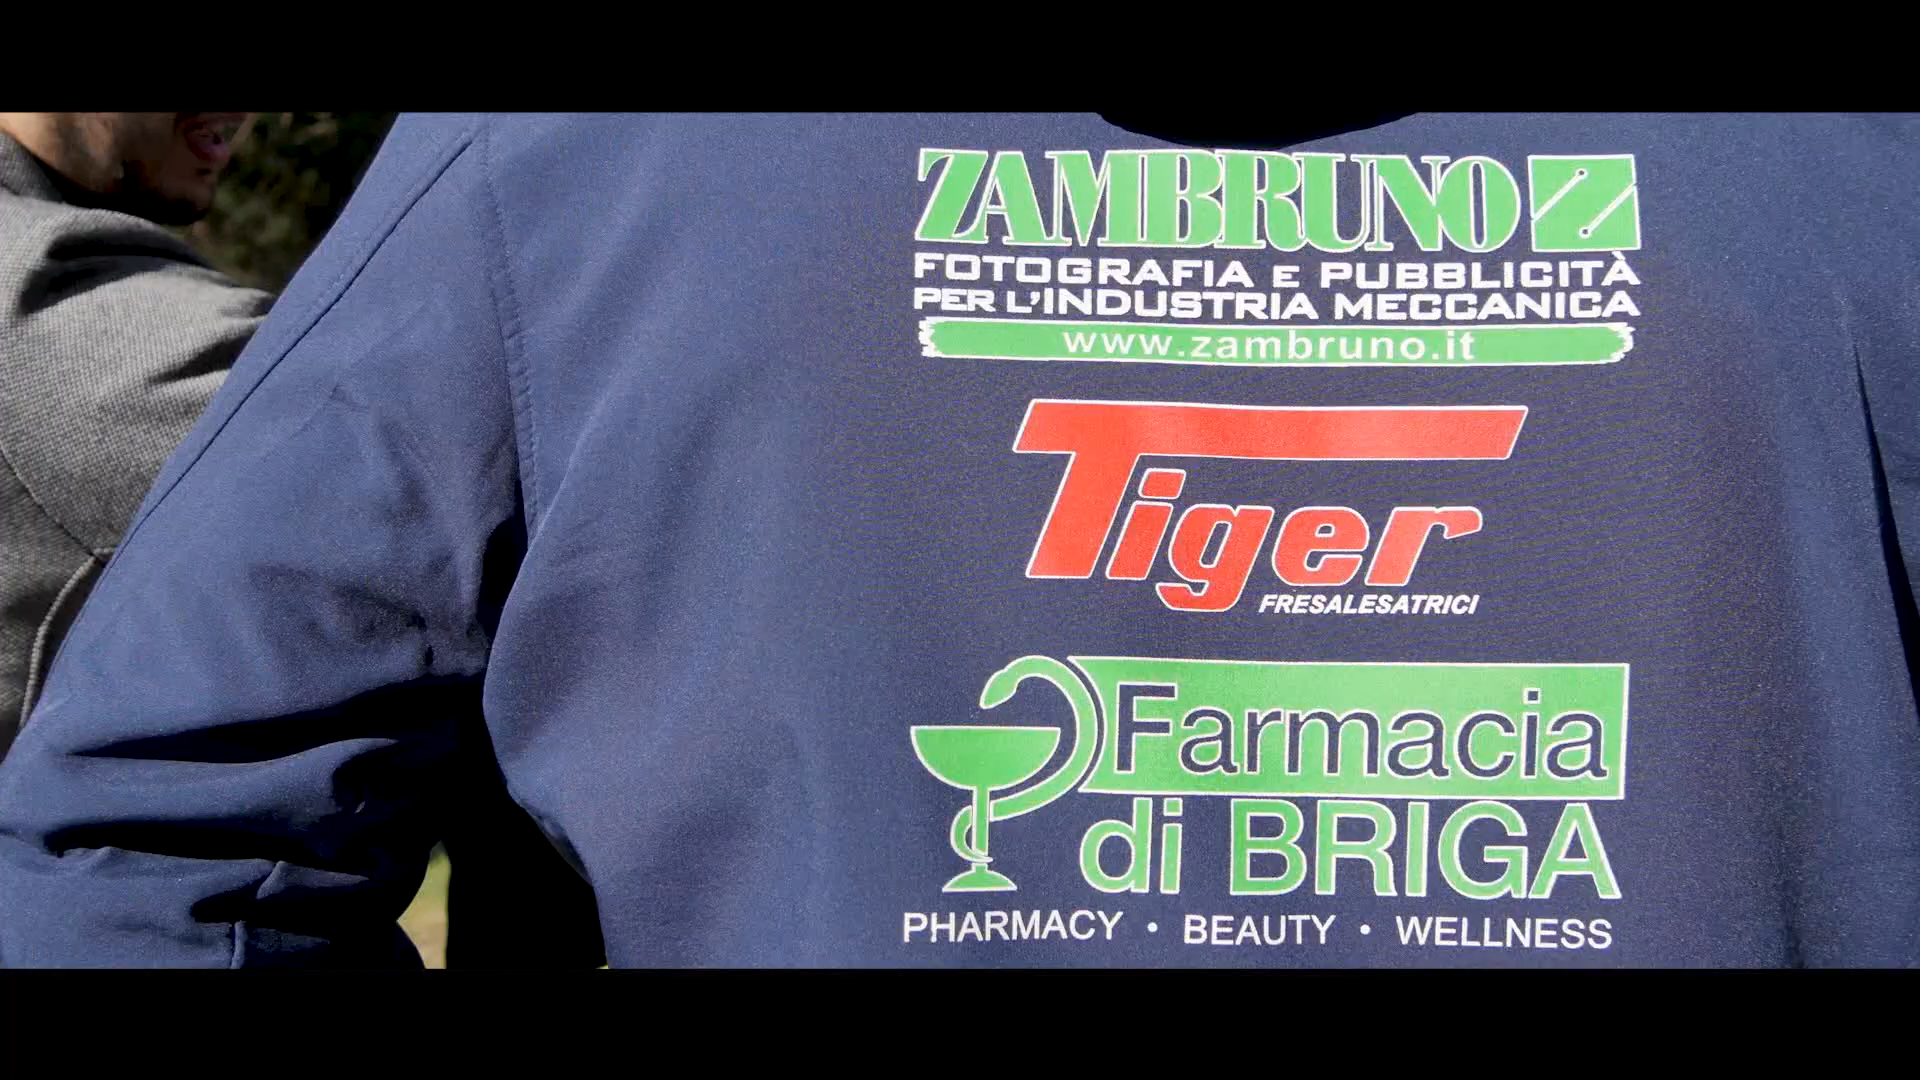 ZAMBRUNO
FOTOGRAFIA E PUBBLICITÀ
PER L'INDUSTRIA MECCANICA
www.zambruno.it
Tiger
FRESALESATRICI
Farmacia
di BRIGA
PHARMACY • BEAUTY • WELLNESS